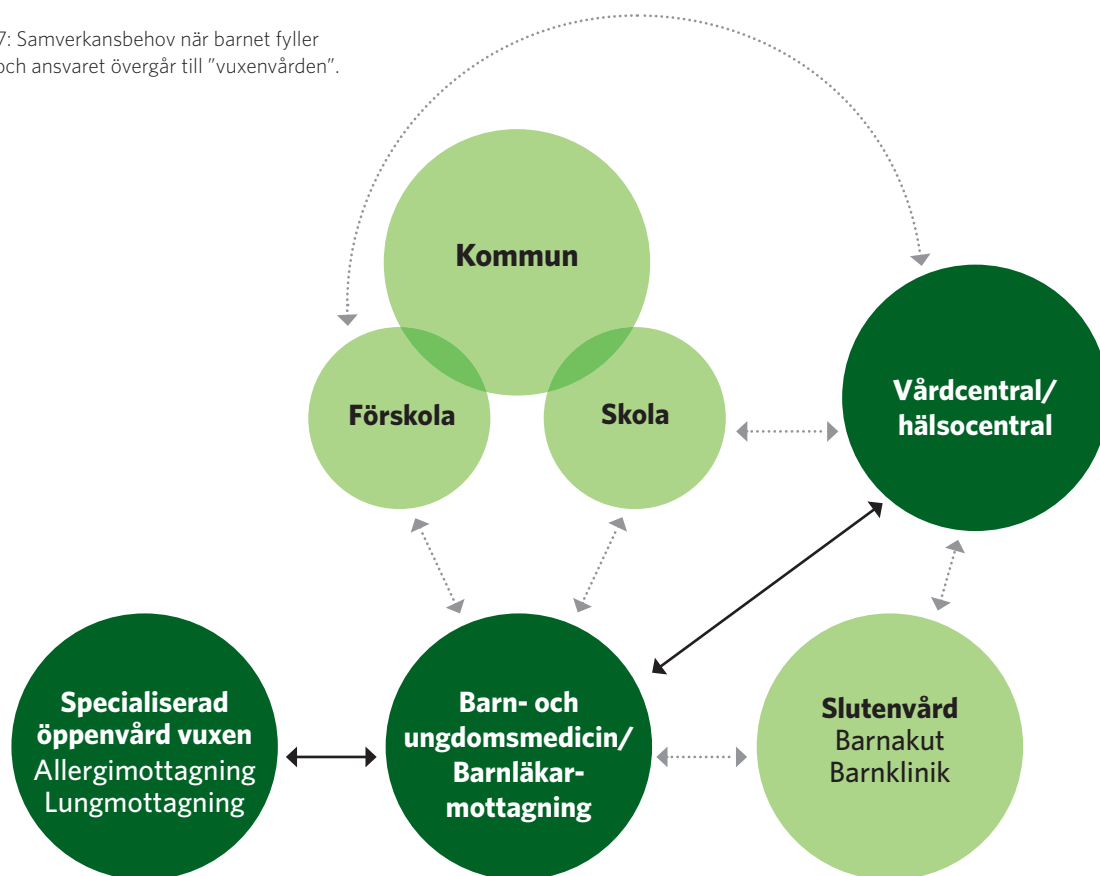 7: Samverkansbehov när barnet fyller
och ansvaret övergår till ”vuxenvården”.
Kommun
Förskola
Skola
Vårdcentral/
hälsocentral
Specialiserad
öppenvård vuxen
Allergimottagning
Lungmottagning
Barn- och
ungdomsmedicin/
Barnläkar-
mottagning
Slutenvård
Barnakut
Barnklinik